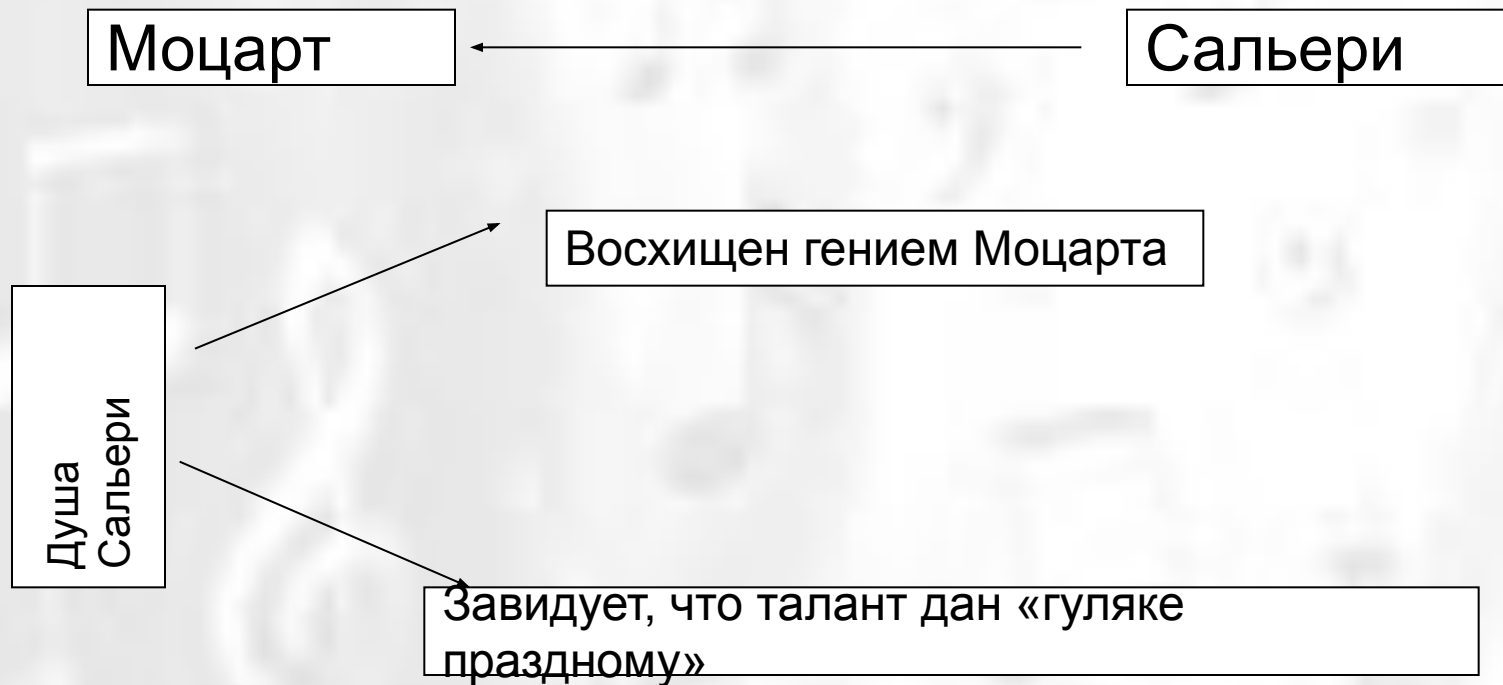 Моцарт
Сальери
Восхищен гением Моцарта
Душа
Сальери
Завидует, что талант дан «гуляке
праздному»